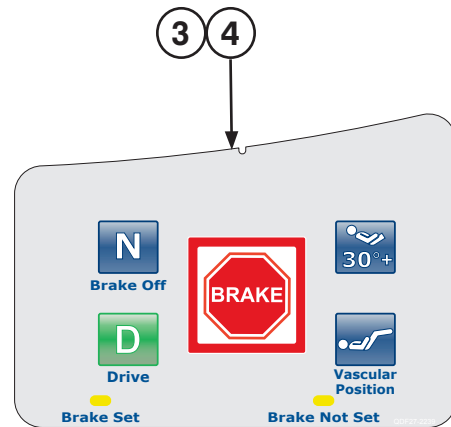 3 4
N
Brake Off
BRAKE
30°+
D
Drive
Vascular
Position
Brake Set
Brake Not Set